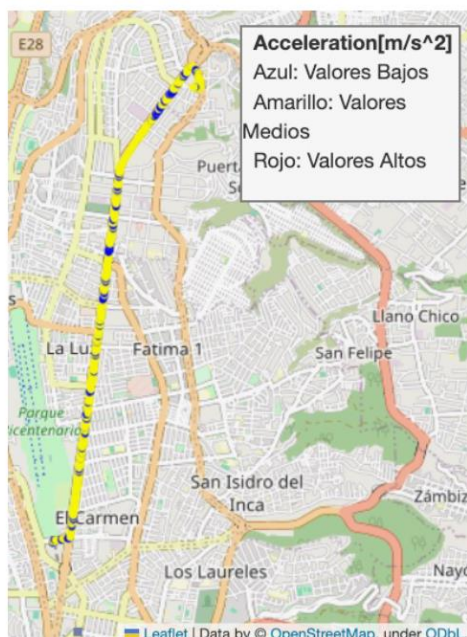 E28
Acceleration[m/s^2]
Azul: Valores Bajos
Amarillo: Valores
Medios
Rojo: Valores Altos
Llano Chico
La Lu
Fatima 1
San Felipe
Parque
San Isidro del
Inca
Zámbiz
El Carmen
Los Laureles
Nayo
Leaflet | Data by © OpenStreetMap, under ODbL